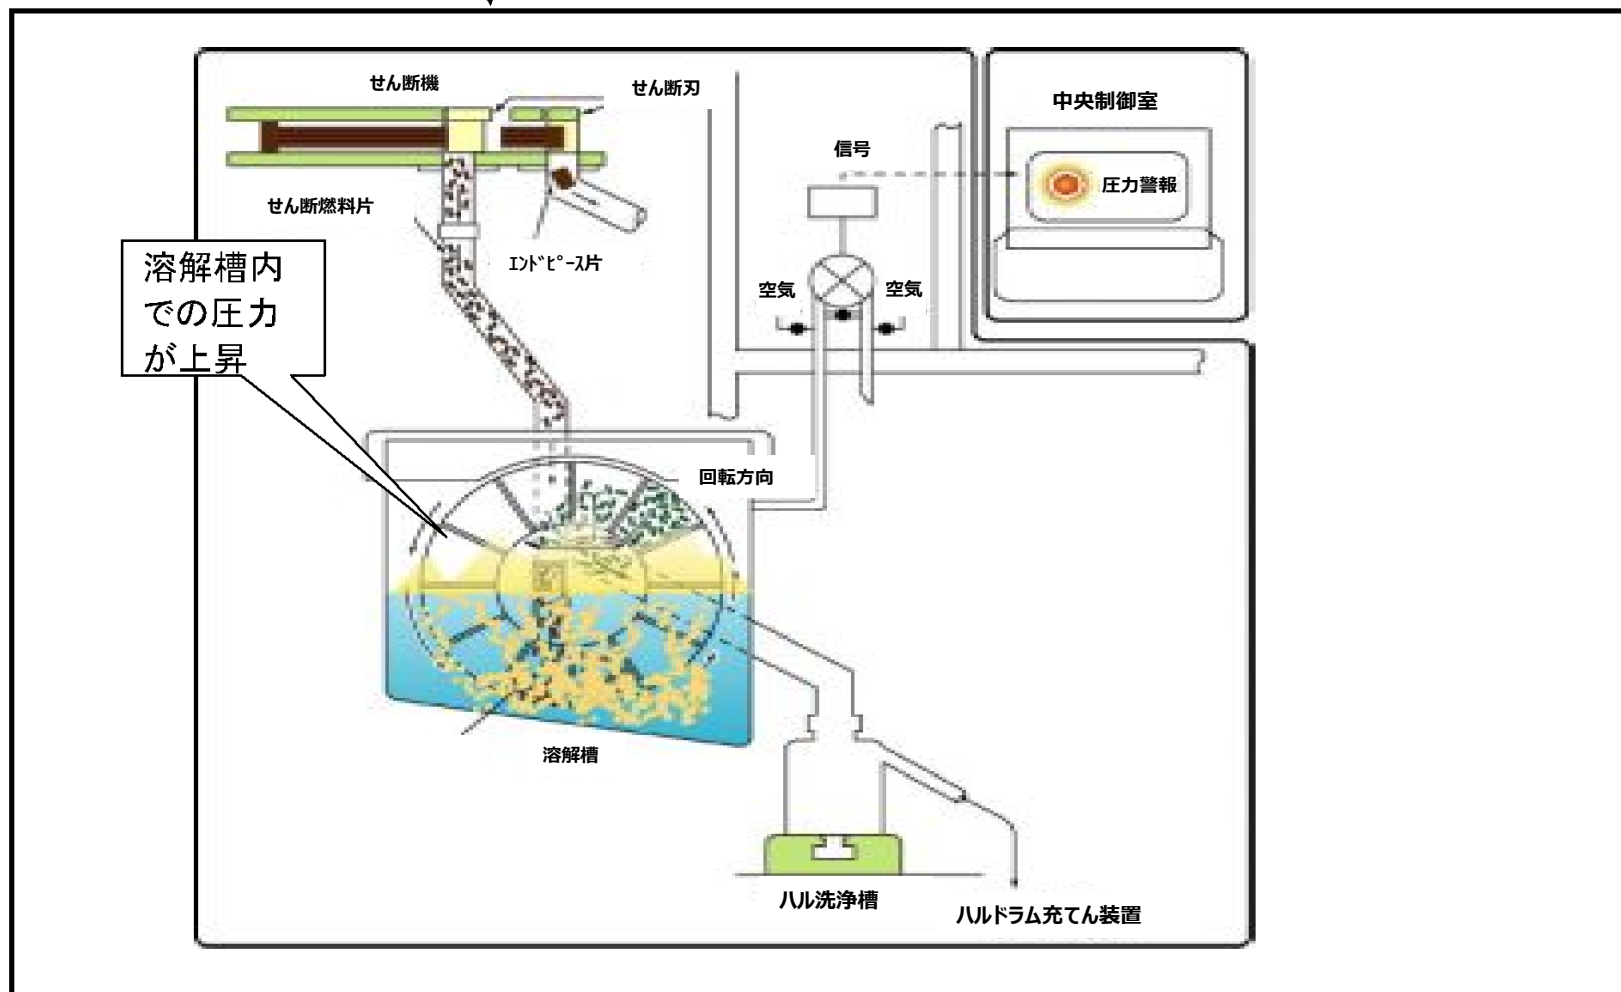 せん断機
せん断刃
中央制御室
信号
圧力警報
せん断燃料片
溶解槽内
での圧力
が上昇
ｴﾝﾄﾞﾋﾟｰｽ片
空気
空気
回転方向
溶解槽
ハル洗浄槽
ハルドラム充てん装置